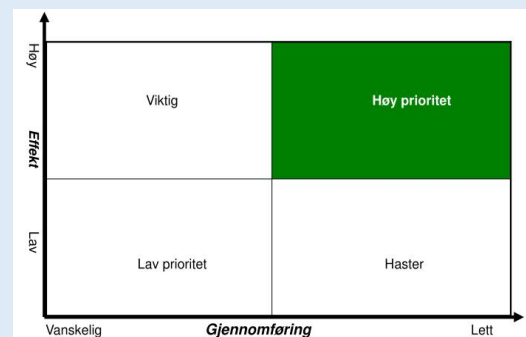 Høy
Viktig
Høy prioritet
Effekt
Lav
Lav prioritet
Haster
Vanskelig
Gjennomføring
Lett